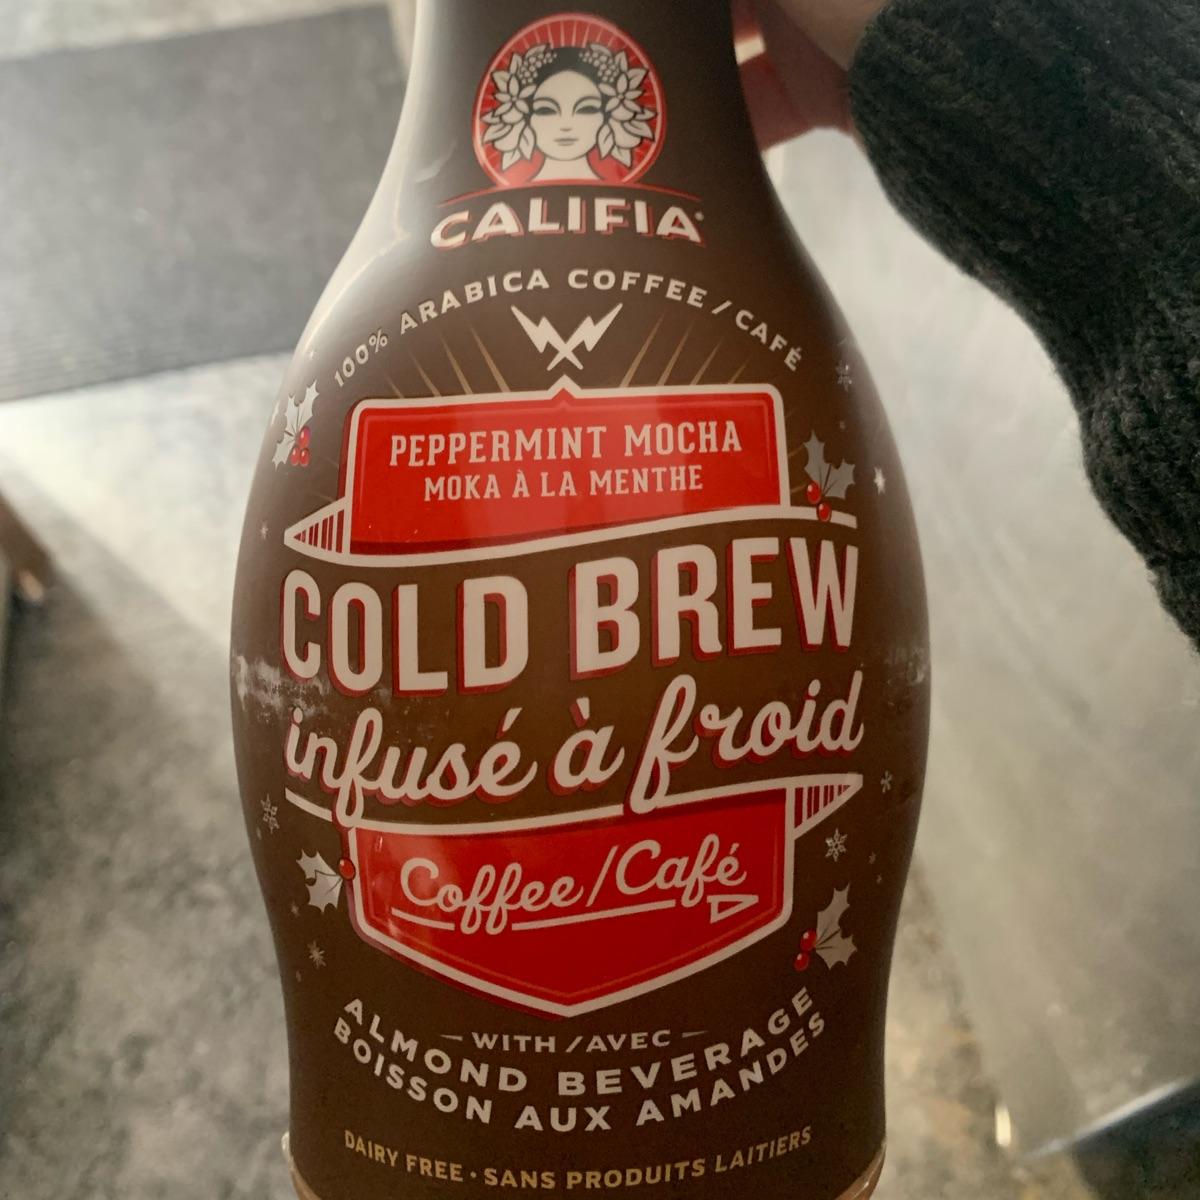 CALIFIA
100% ARABICA COFFEE/CAFÉ
PEPPERMINT MOCHA
MOKA À LA MENTHE
COLD BREW
infusé à froid
Coffee/Café
WITH/AVEC
ALMOND BEVERAGE
BOISSON AUX AMANDES
DAIRY FREE • SANS PRODUITS LAITIERS